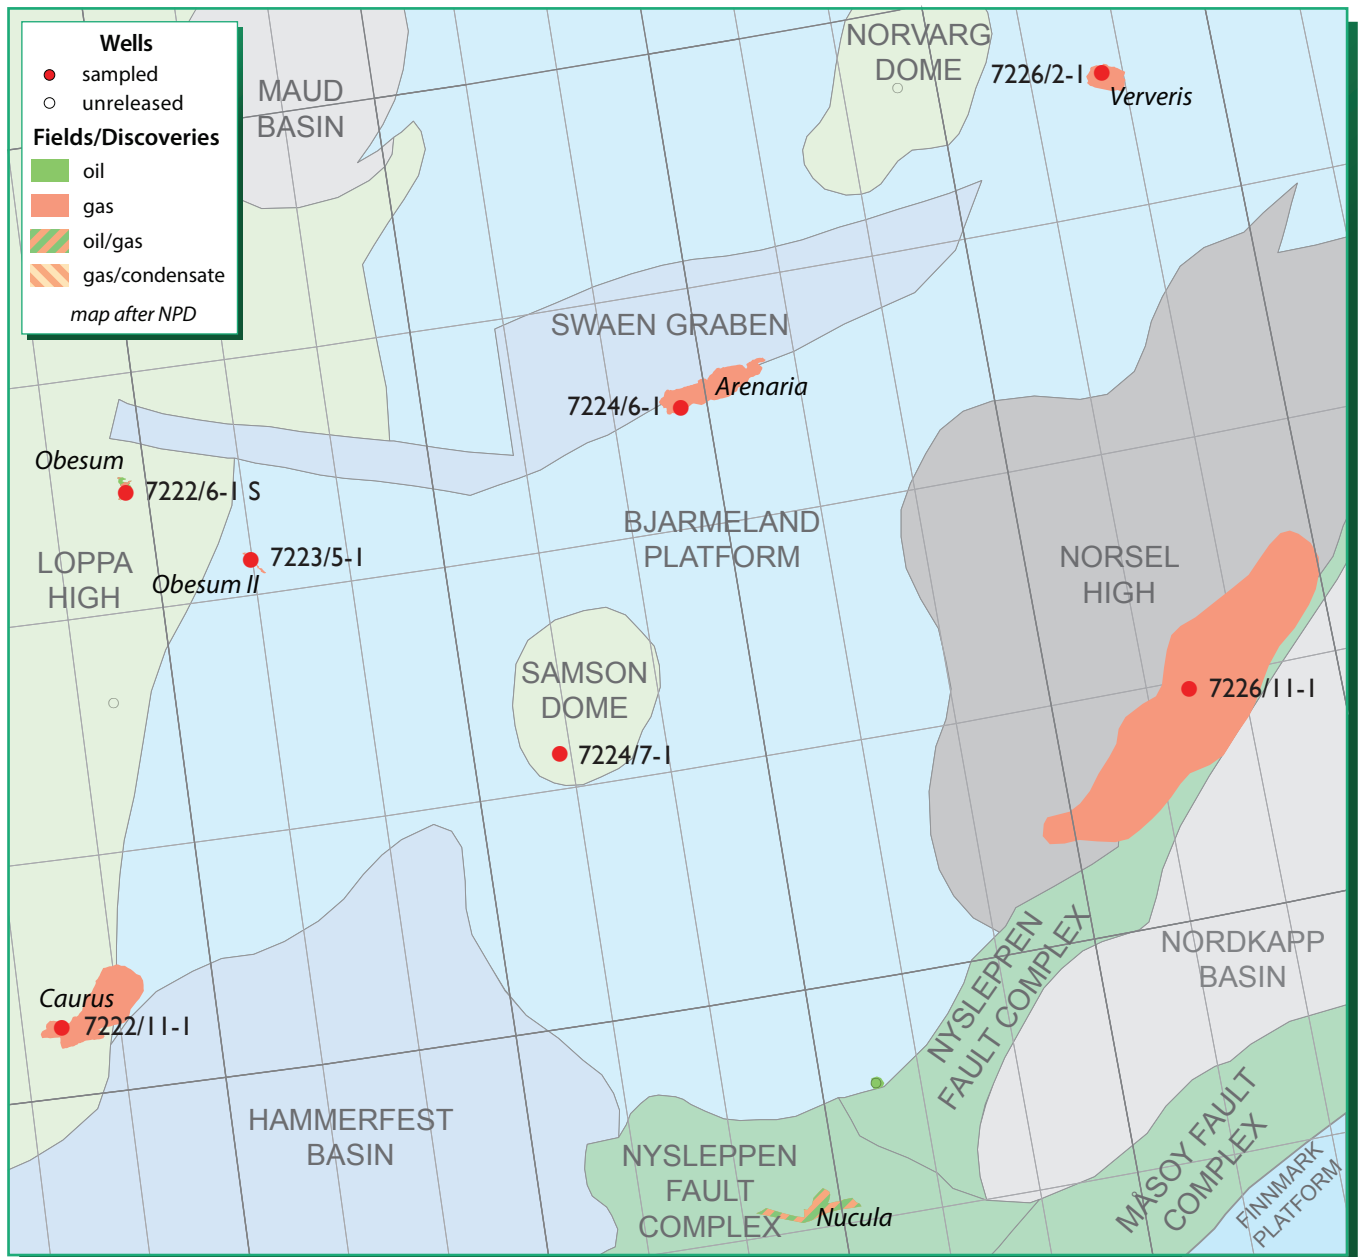 Wells
sampled
unreleased
Fields/Discoveries
oil
gas
oil/gas
gas/condensate
map after NPD
MAUD
BASIN
NORVARG
DOME
7226/2-1
Ververis
SWAEN GRABEN
Arenaria
7224/6-1
Obesum
7222/6-1 S
7223/5-1
Obesum II
LOPPA
HIGH
BJARMELAND
PLATFORM
NORSEL
HIGH
SAMSON
DOME
7224/7-1
7226/11-1
Caurus
7222/11-1
NYSLEPPEN
FAULT COMPLEX
NORDKAPP
BASIN
HAMMERFEST
BASIN
NYSLEPPEN
FAULT
COMPLEX
Nucula
MÅSOY FAULT
COMPLEX
FINNMARK
PLATFORM